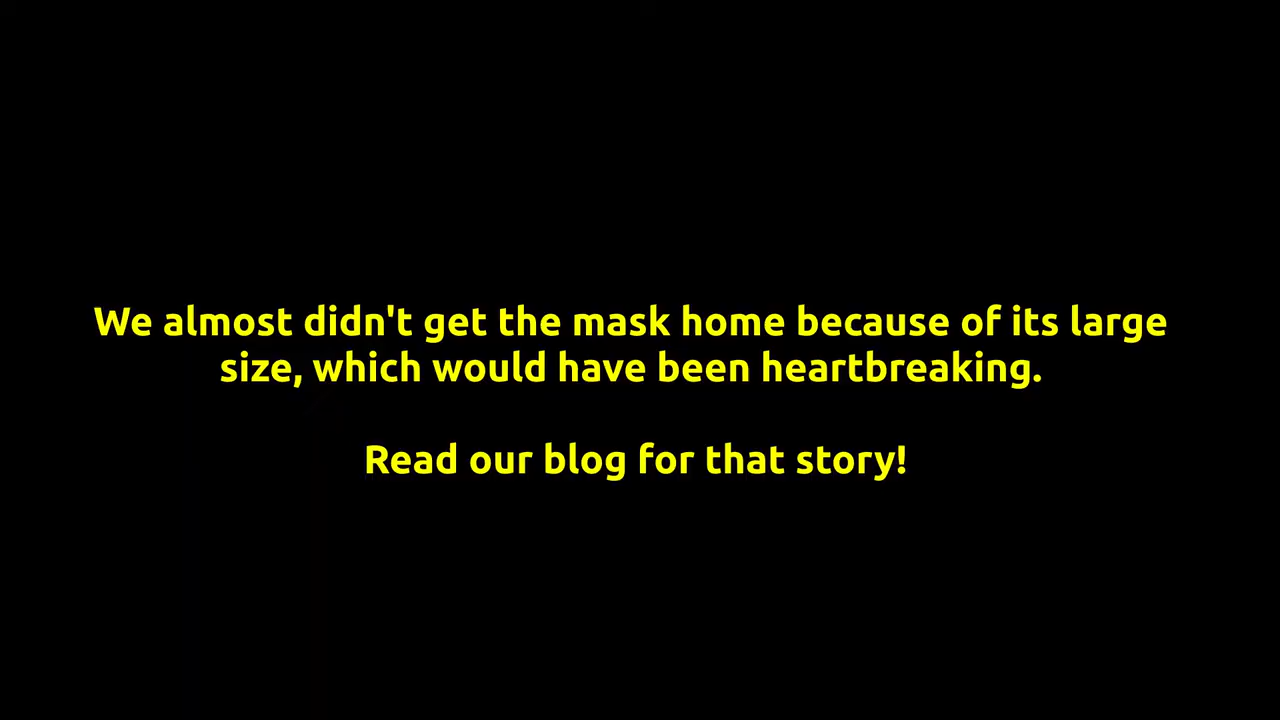 We almost didn't get the mask home because of its large
size, which would have been heartbreaking.
Read our blog for that story!